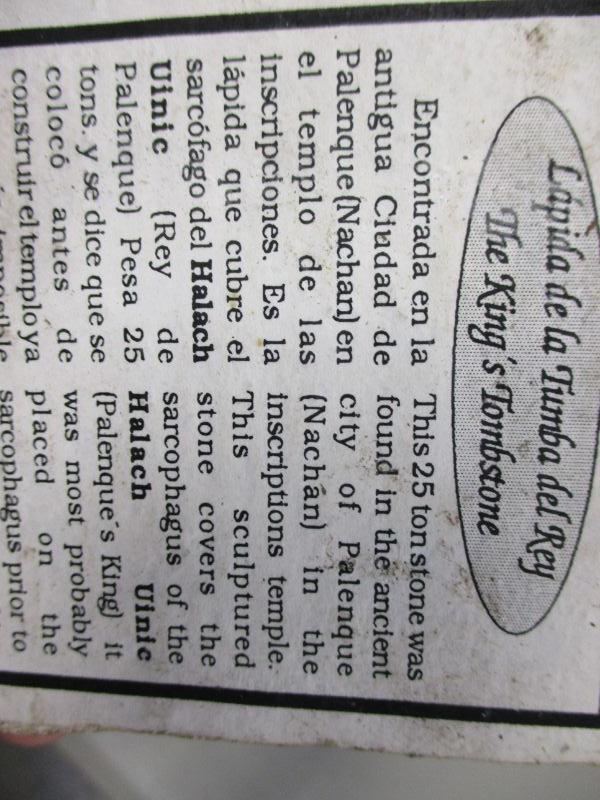 Lápida de la Tumba del Rey
The King´s Tombstone
Encontrada en la
antigua Ciudad de
Palenque (Nachan) en
el templo de las
inscripciones. Es la
lápida que cubre el
sarcófago del Halach
Uinic (Rey de
Palenque) Pesa 25
tons. y se dice que se
colocó antes de
construir el templo ya
This 25 ton stone was
found in the ancient
city of Palenque
(Nachán) in the
inscriptions temple.
This sculptured
stone covers the
sarcophagus of the
Halach Uinic
(Palenque´s King) it
was most probably
placed on the
sarcophagus prior to